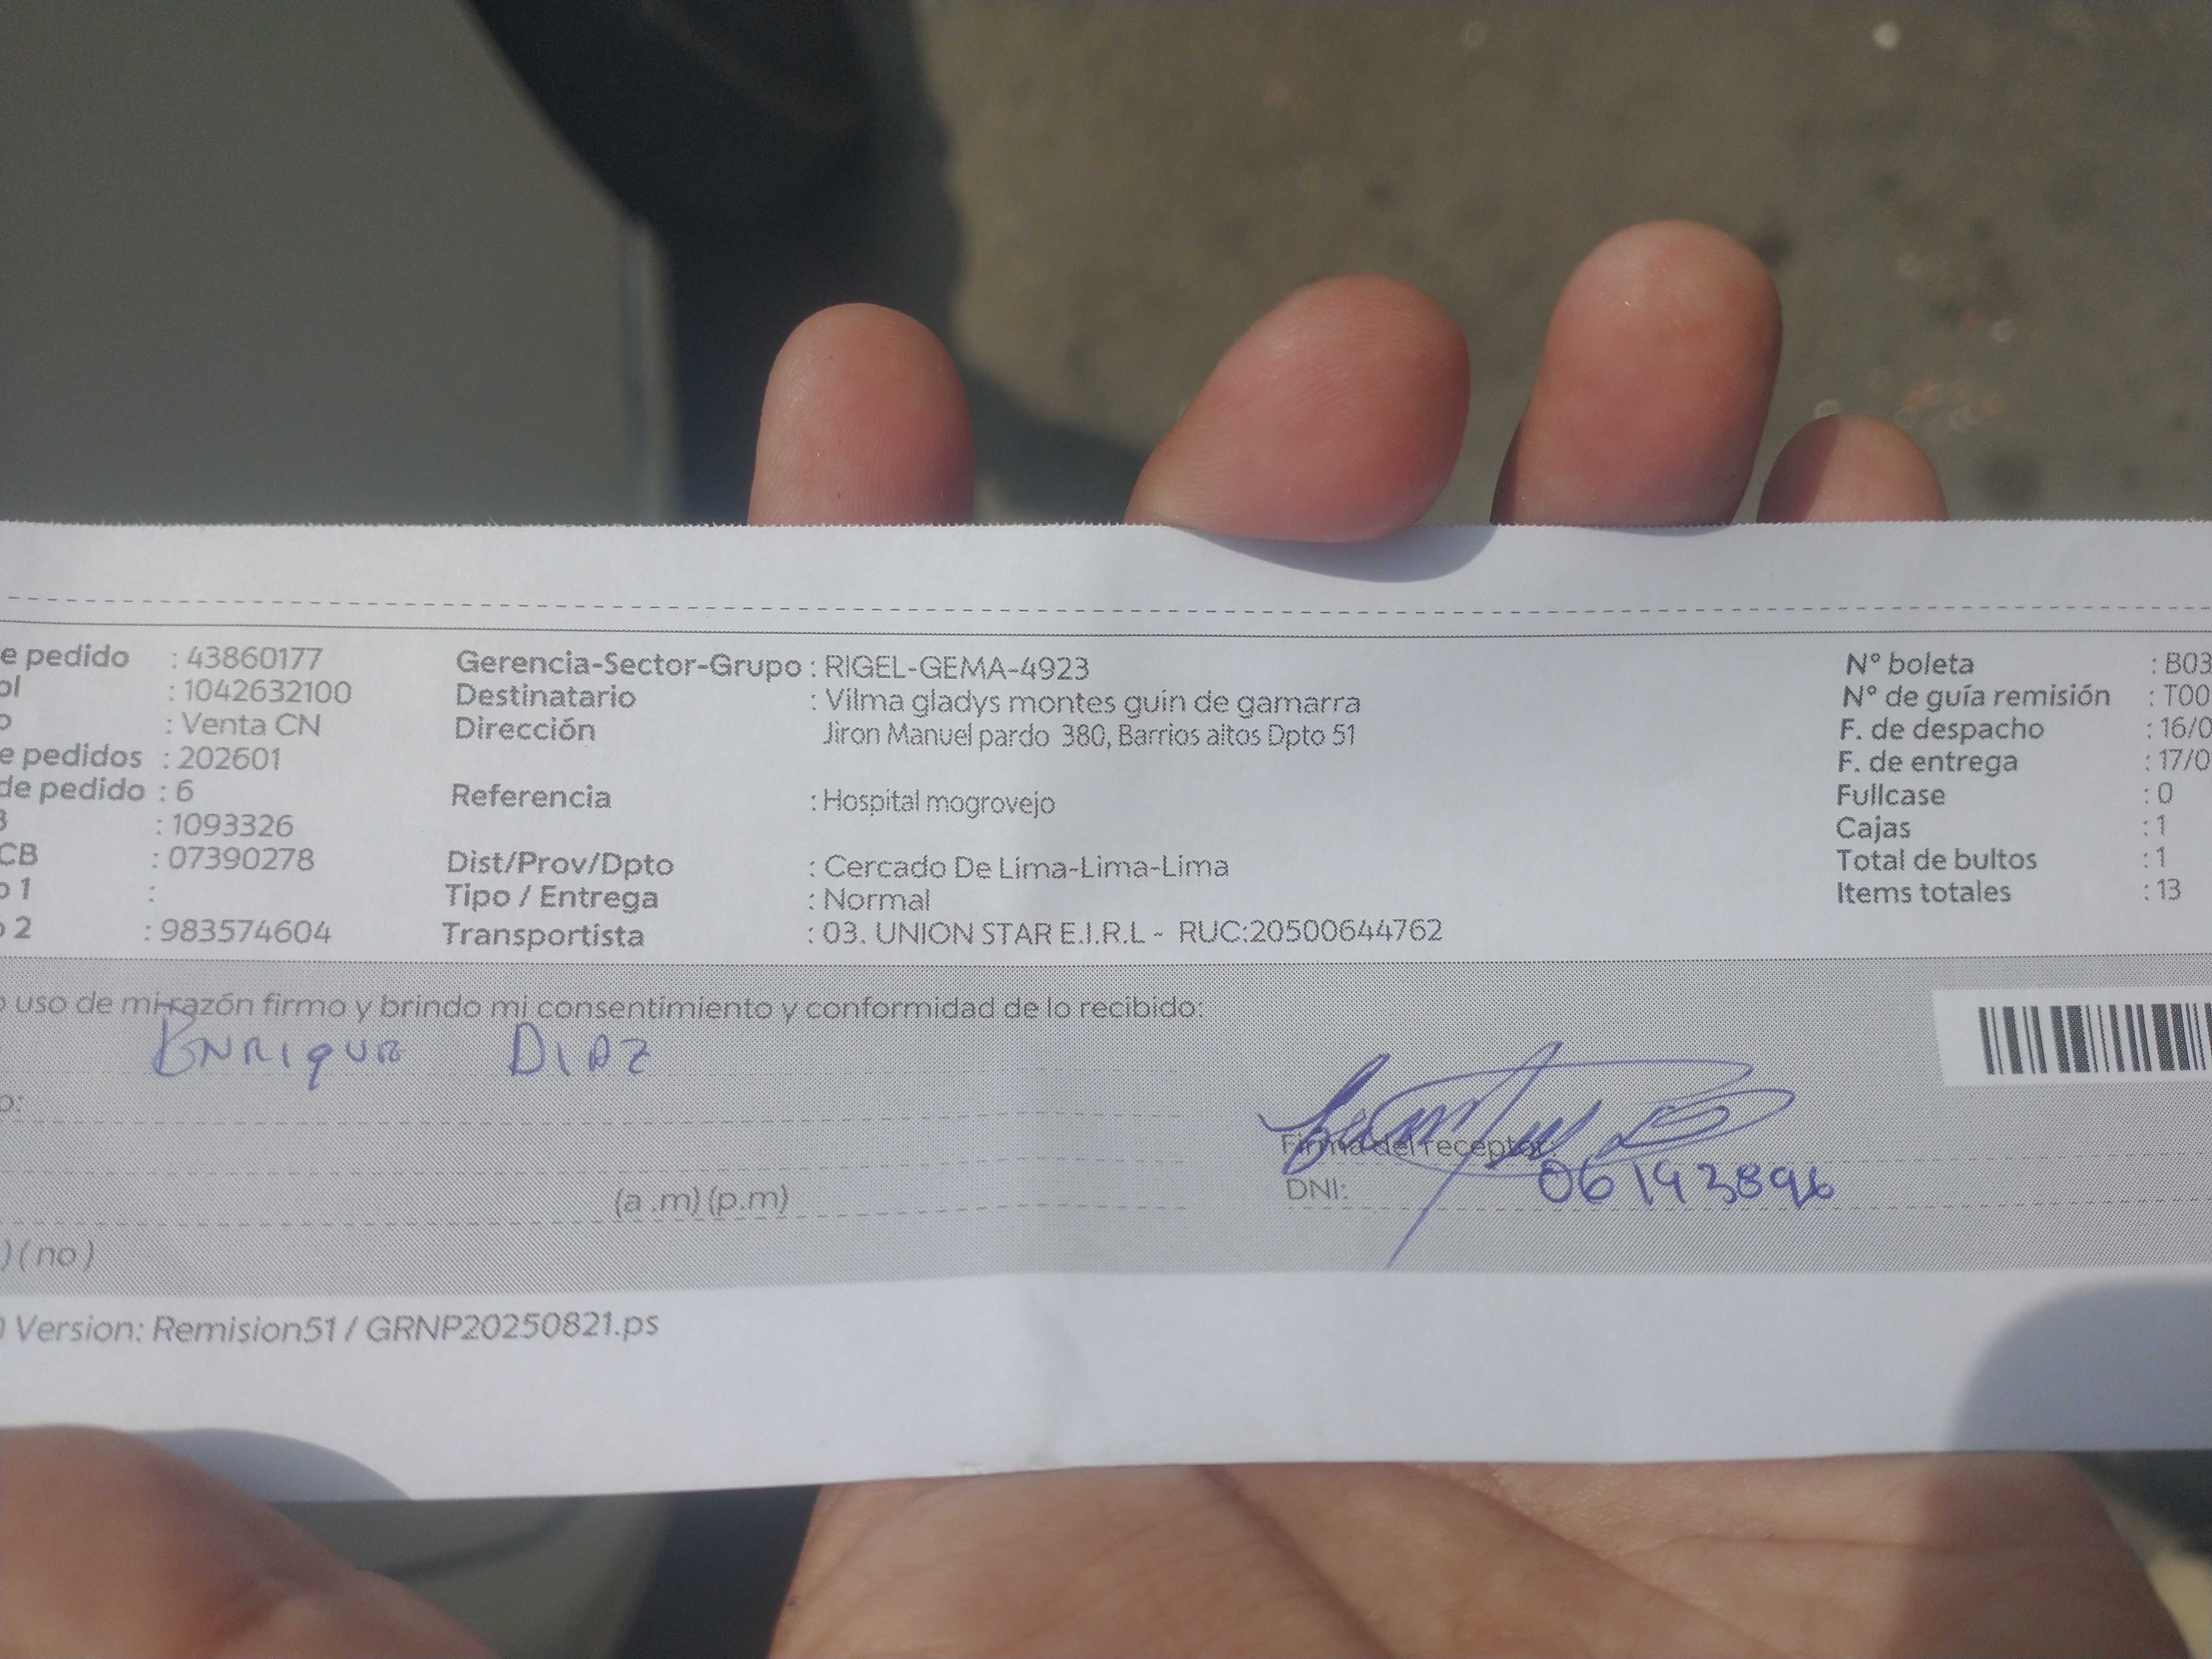 e pedido : 43860177
ol : 1042632100
o : Venta CN
e pedidos : 202601
de pedido : 6
3 : 1093326
CB : 07390278
o 1 :
o 2 : 983574604
Gerencia-Sector-Grupo : RIGEL-GEMA-4923
Destinatario : Vilma gladys montes guin de gamarra
Dirección Jiron Manuel pardo 380, Barrios altos Dpto 51
Referencia : Hospital mogrovejo
Dist/Prov/Dpto : Cercado De Lima-Lima-Lima
Tipo / Entrega : Normal
Transportista : 03. UNION STAR E.I.R.L - RUC:20500644762
Nº boleta : B03
Nº de guía remisión : T00
F. de despacho : 16/0
F. de entrega : 17/0
Fullcase : 0
Cajas : 1
Total de bultos : 1
Items totales : 13
o uso de mi razón firmo y brindo mi consentimiento y conformidad de lo recibido:
ENRIQUE DIAZ
o:
Firma del receptor:
DNI: 06193896
(a .m) (p.m)
) ( no )
) Version: Remision51 / GRNP20250821.ps